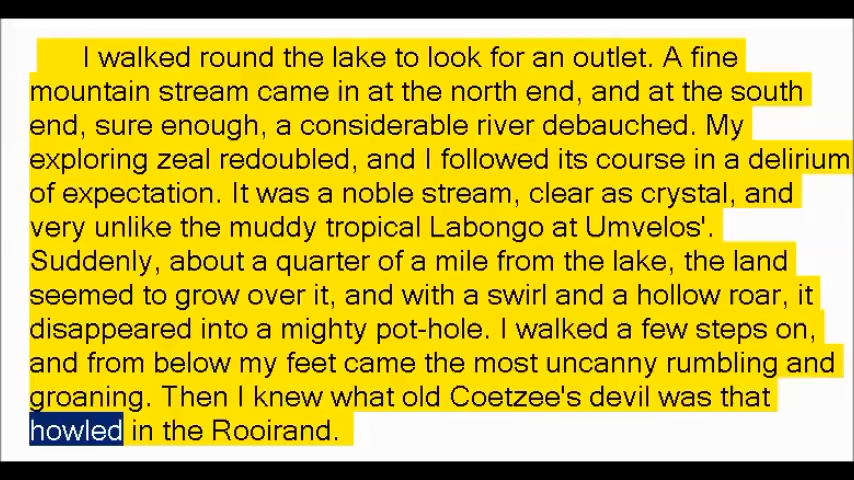 I walked round the lake to look for an outlet. A fine
mountain stream came in at the north end, and at the south
end, sure enough, a considerable river debauched. My
exploring zeal redoubled, and I followed its course in a delirium
of expectation. It was a noble stream, clear as crystal, and
very unlike the muddy tropical Labongo at Umvelos'.
Suddenly, about a quarter of a mile from the lake, the land
seemed to grow over it, and with a swirl and a hollow roar, it
disappeared into a mighty pot-hole. I walked a few steps on,
and from below my feet came the most uncanny rumbling and
groaning. Then I knew what old Coetzee's devil was that
howled in the Rooirand.